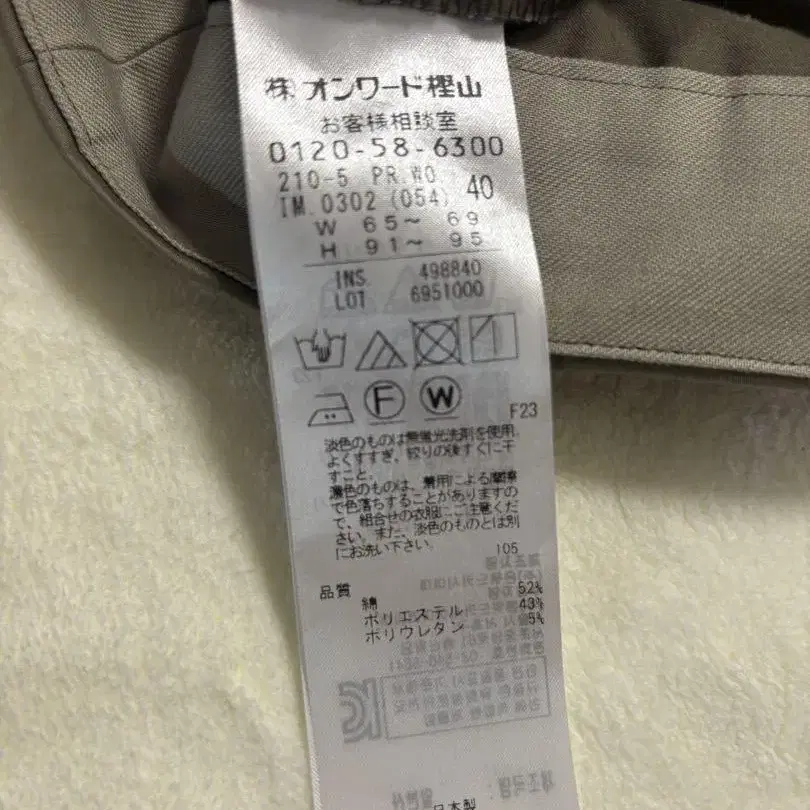 ㈱オンワード樫山
お客様相談室
0120-58-6300
210-5 PR.WO. 40
IM.0302 (054)
W 65～ 69
H 91～ 95
INS. 498840
LOT 6951000
F
W
F23
淡色のものは無蛍光洗剤を使用。
よくすすぎ、絞りの後すぐに干
すこと。
濃色のものは、着用による摩擦
で色落ちすることがありますの
で、組合せの衣服にご注意くだ
さい。また、淡色のものとは別
にお洗い下さい。
105
品質
綿 52%
ポリエステル 43%
ポリウレタン 5%
日本製